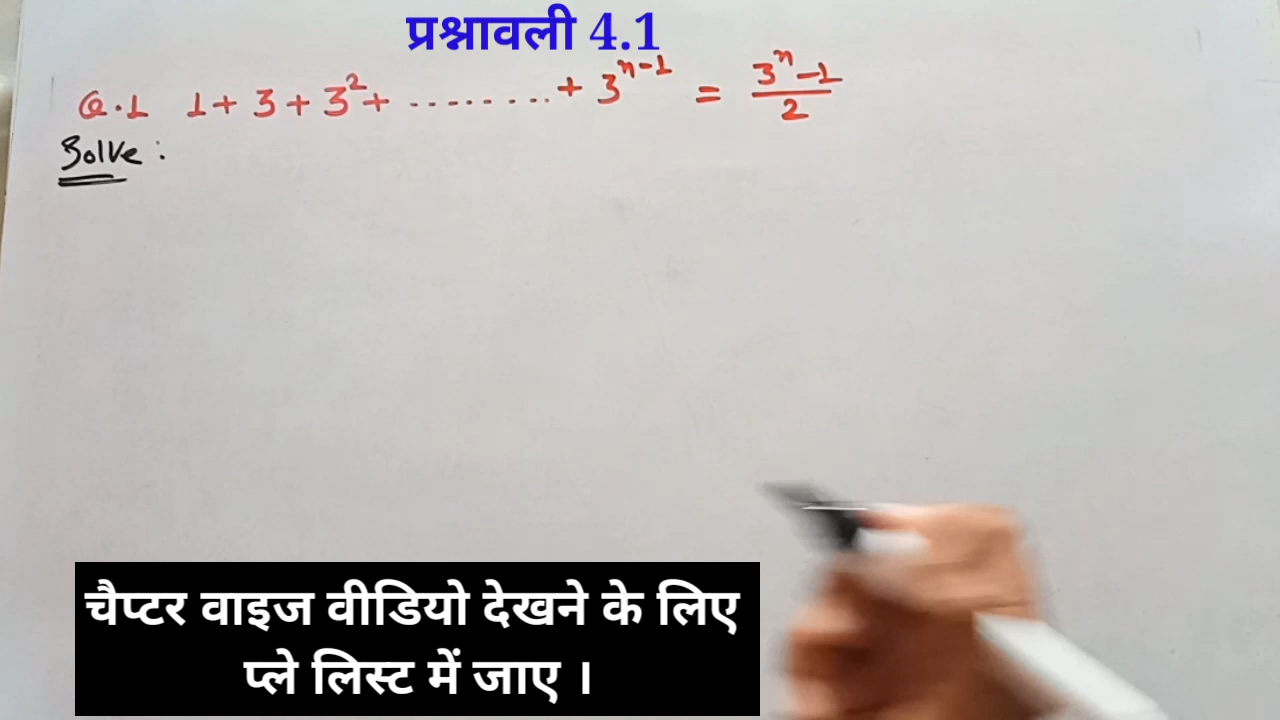 प्रश्नावली 4.1
Q.1 1 + 3 + 3² + ......... + 3ⁿ⁻¹ = (3ⁿ - 1)/2
Solve :
चैप्टर वाइज वीडियो देखने के लिए
प्ले लिस्ट में जाए ।